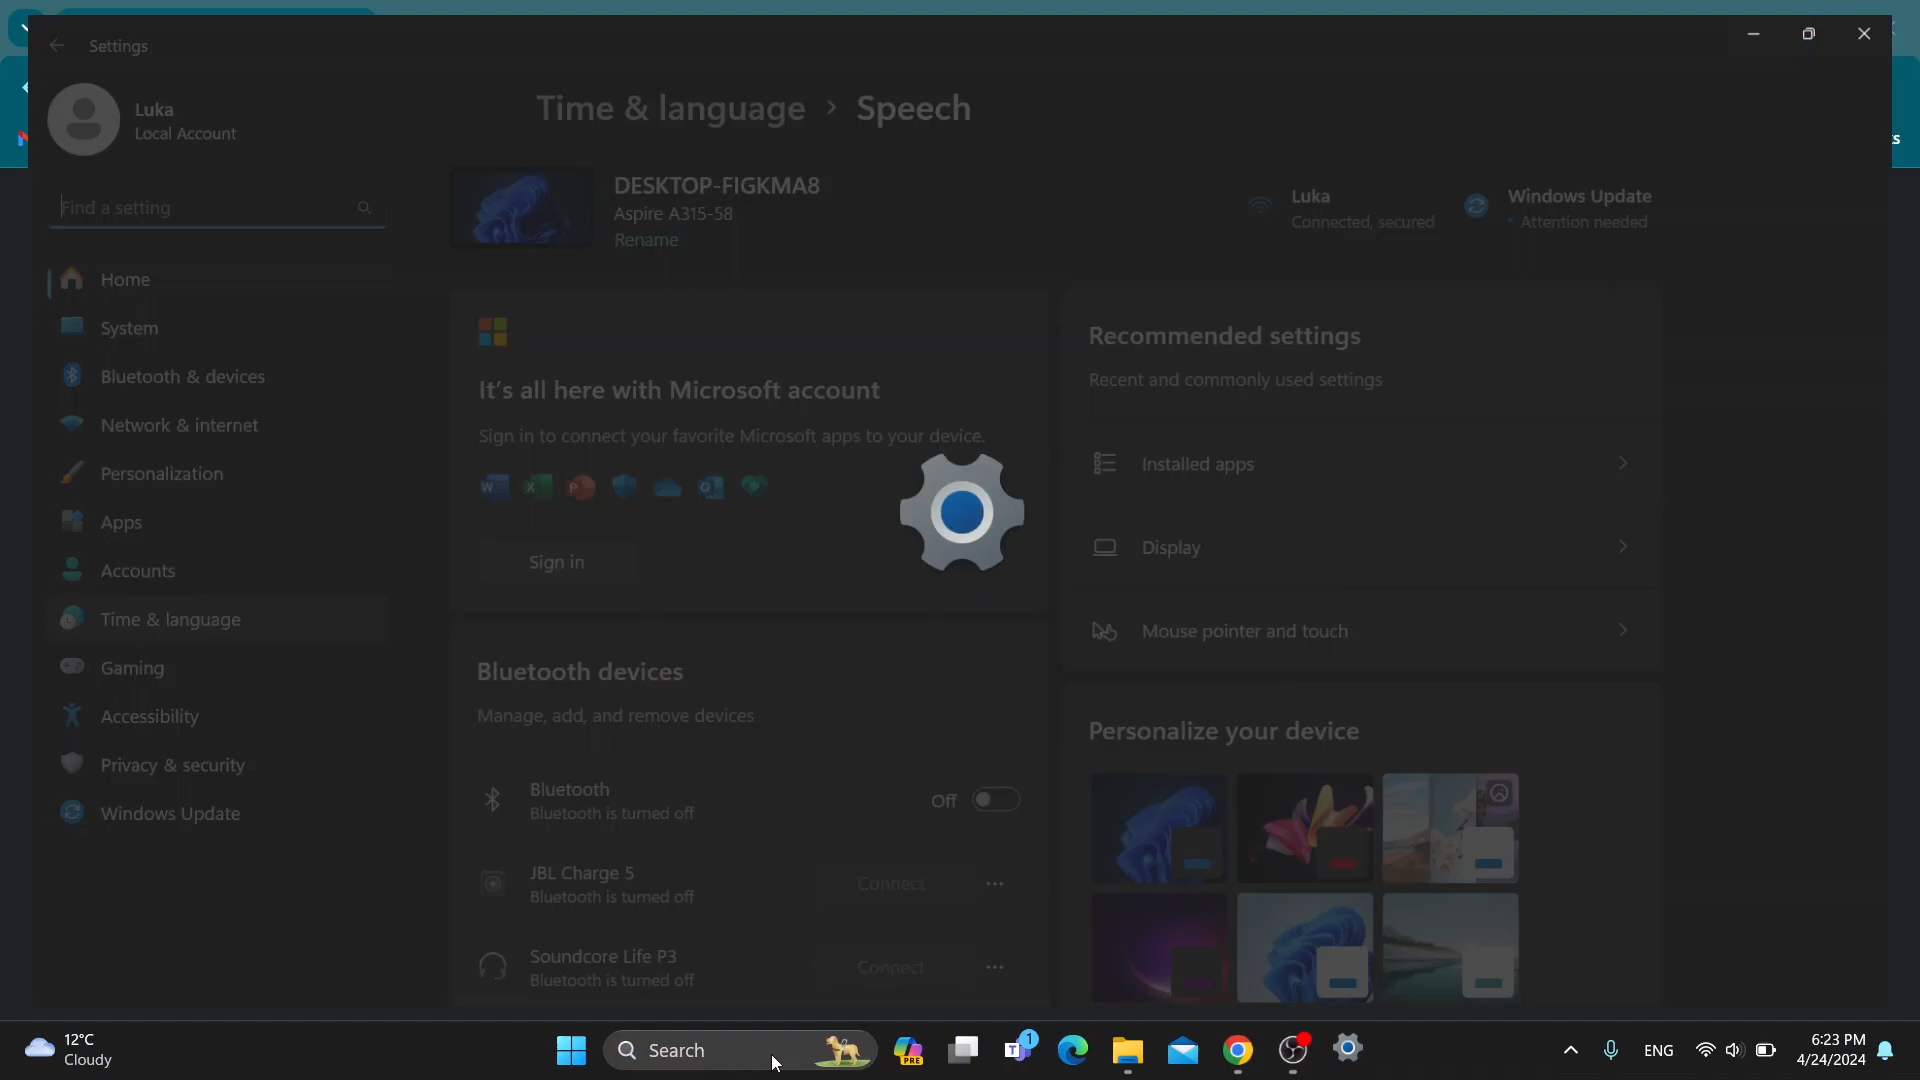 Settings
Luka
Local Account
Find a setting
Home
System
Bluetooth & devices
Network & internet
Personalization
Apps
Accounts
Time & language
Gaming
Accessibility
Privacy & security
Windows Update
Time & language > Speech
DESKTOP-FIGKMA8
Aspire A315-58
Rename
Luka
Connected, secured
Windows Update
• Attention needed
It's all here with Microsoft account
Sign in to connect your favorite Microsoft apps to your device.
Sign in
Bluetooth devices
Manage, add, and remove devices
Bluetooth
Bluetooth is turned off
Off
JBL Charge 5
Bluetooth is turned off
Connect
Soundcore Life P3
Bluetooth is turned off
Connect
Recommended settings
Recent and commonly used settings
Installed apps
Display
Mouse pointer and touch
Personalize your device
12°C
Cloudy
Search
PRE
1
ENG
6:23 PM
4/24/2024